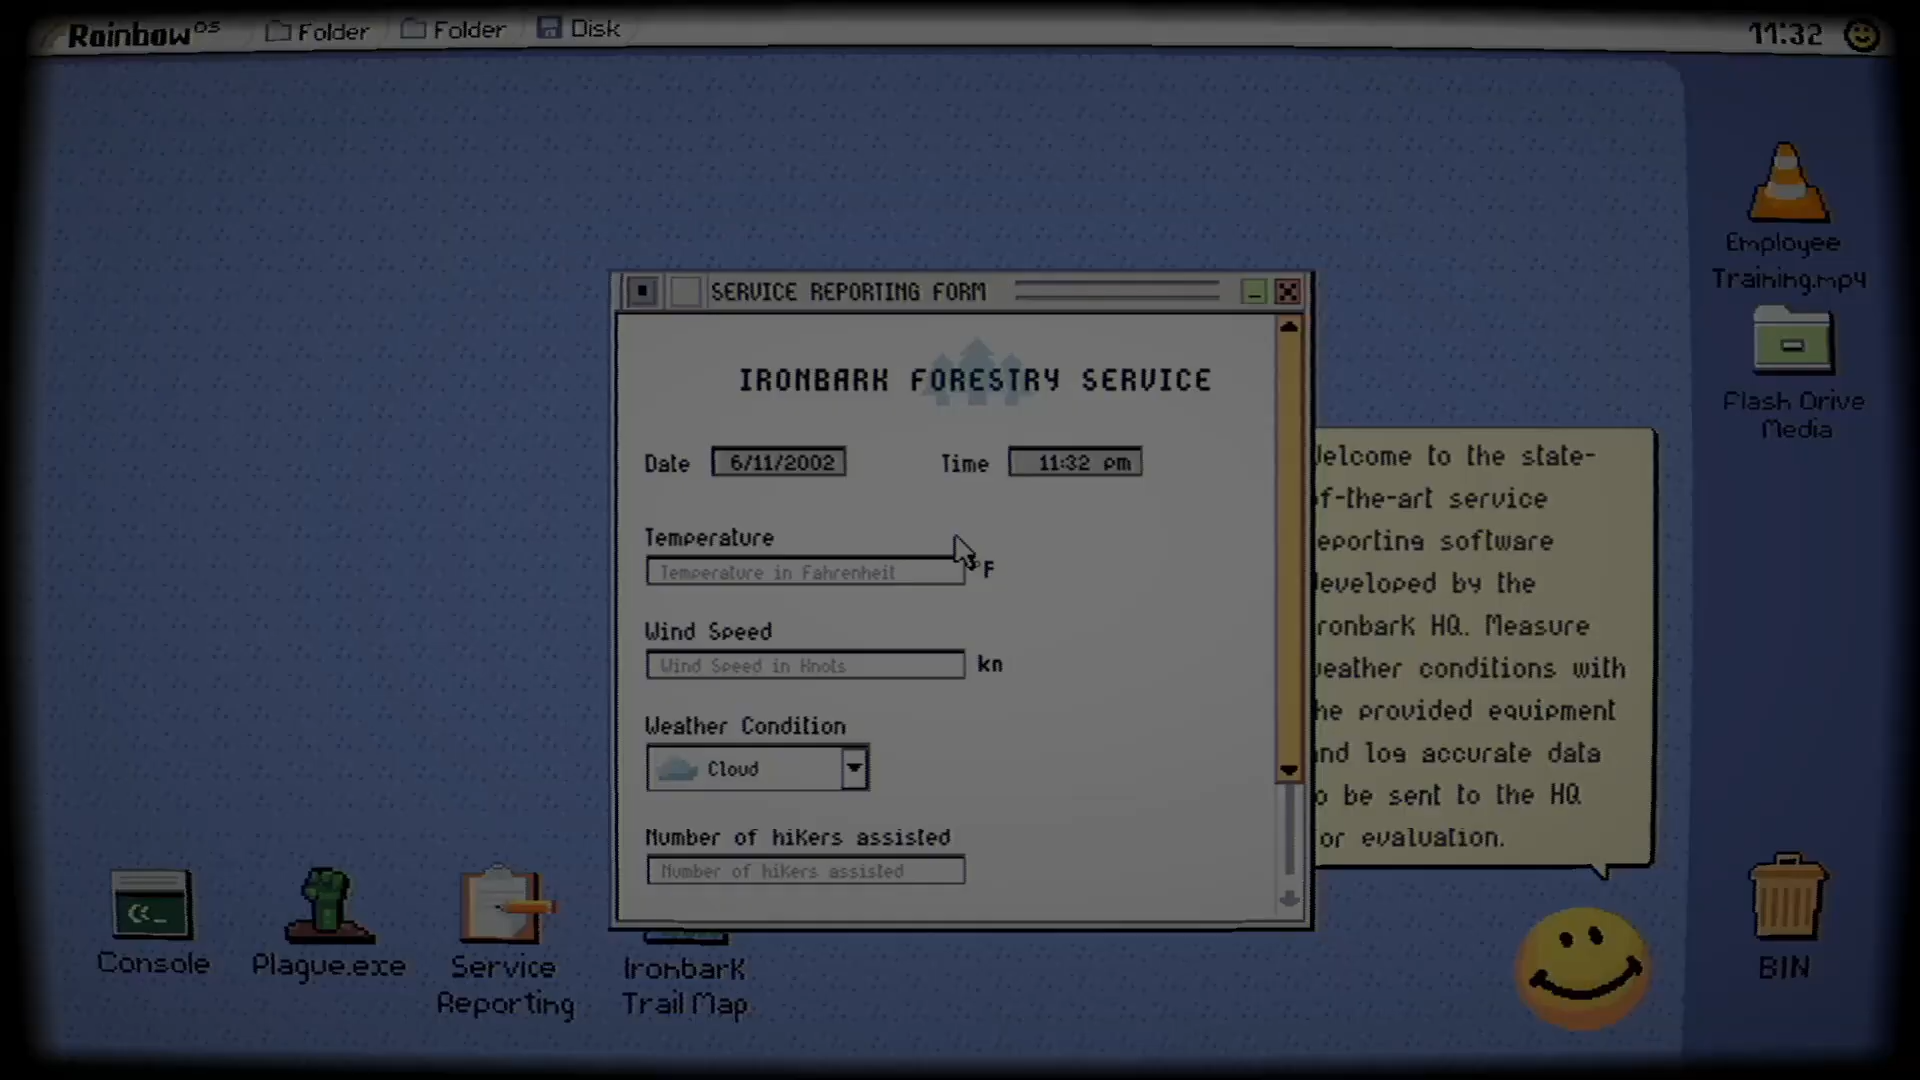 Rainbow OS
Folder
Folder
Disk
11:32
Employee
Training.mp4
Flash Drive
Media
SERVICE REPORTING FORM
IRONBARK FORESTRY SERVICE
Date 6/11/2002 Time 11:32 pm
Temperature
Temperature in Fahrenheit
F
Wind Speed
Wind Speed in Knots kn
Weather Condition
Cloud
Number of hikers assisted
Number of hikers assisted
elcome to the state-
f-the-art service
eporting software
eveloped by the
ronbark HQ. Measure
eather conditions with
he provided equipment
nd log accurate data
o be sent to the HQ
or evaluation.
Console
Plague.exe
Service
Reporting
Ironbark
Trail Map
BIN